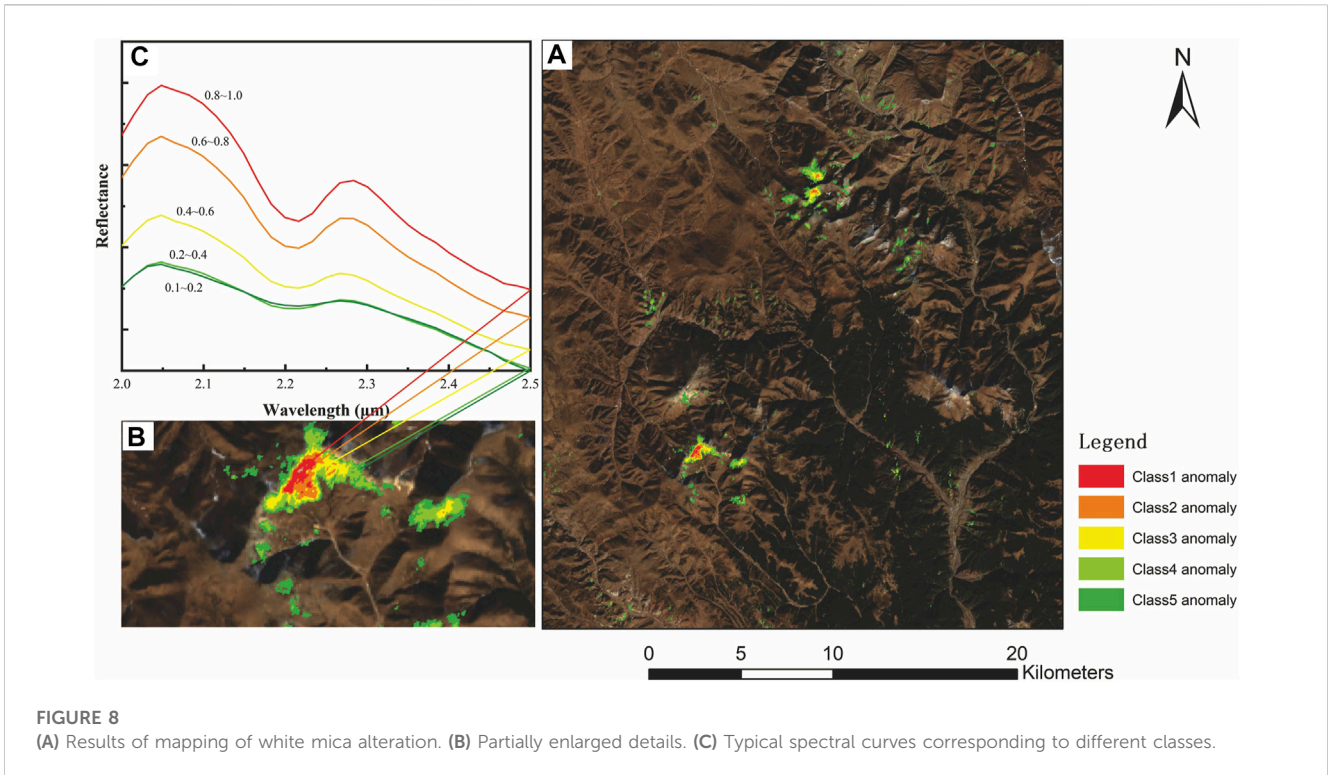 C
0.8~1.0
0.6~0.8
0.4~0.6
0.2~0.4
0.1~0.2
Reflectance
2.0 2.1 2.2 2.3 2.4 2.5
Wavelength (μm)
B
A
N
Legend
Class1 anomaly
Class2 anomaly
Class3 anomaly
Class4 anomaly
Class5 anomaly
0 5 10 20
Kilometers
FIGURE 8
(A) Results of mapping of white mica alteration. (B) Partially enlarged details. (C) Typical spectral curves corresponding to different classes.